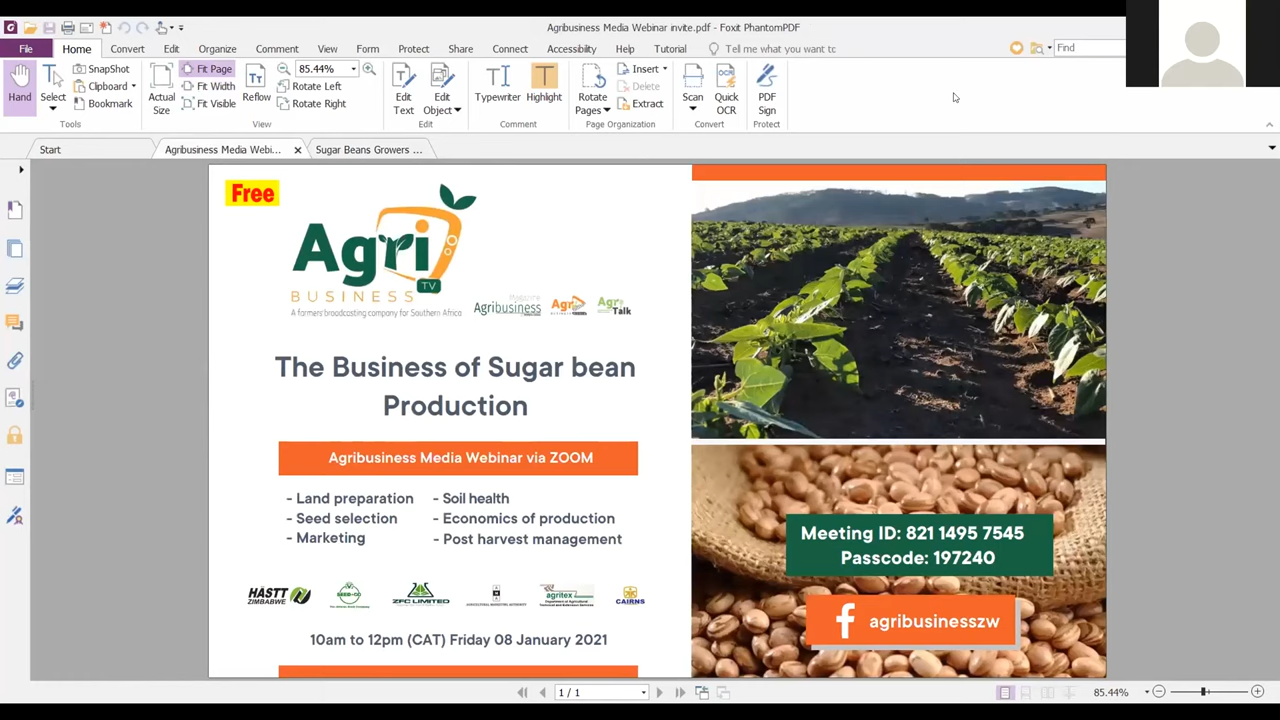 Agribusiness Media Webinar invite.pdf - Foxit PhantomPDF
File Home Convert Edit Organize Comment View Form Protect Share Connect Accessibility Help Tutorial Tell me what you want tc Find
Hand
Select
SnapShot
Clipboard
Bookmark
Tools
Actual Size
Fit Page
Fit Width
Fit Visible
Reflow
85.44%
Rotate Left
Rotate Right
View
Edit Text
Edit Object
Edit
Typewriter
Highlight
Comment
Rotate Pages
Insert
Delete
Extract
Page Organization
Scan
Quick OCR
Convert
PDF Sign
Protect
Start
Agribusiness Media Webi...
Sugar Beans Growers ...
Free
Agri
TV
BUSINESS
A farmers broadcasting company for Southern Africa
Magazine
Agribusiness
Agri
Talk
The Business of Sugar bean
Production
Agribusiness Media Webinar via ZOOM
- Land preparation
- Seed selection
- Marketing
- Soil health
- Economics of production
- Post harvest management
HASTT
ZIMBABWE
SEED-CO
ZFC LIMITED
AGRICULTURAL MARKETING AUTHORITY
agritex
CAIRNS
10am to 12pm (CAT) Friday 08 January 2021
Meeting ID: 821 1495 7545
Passcode: 197240
f agribusinesszw
1 / 1
85.44%